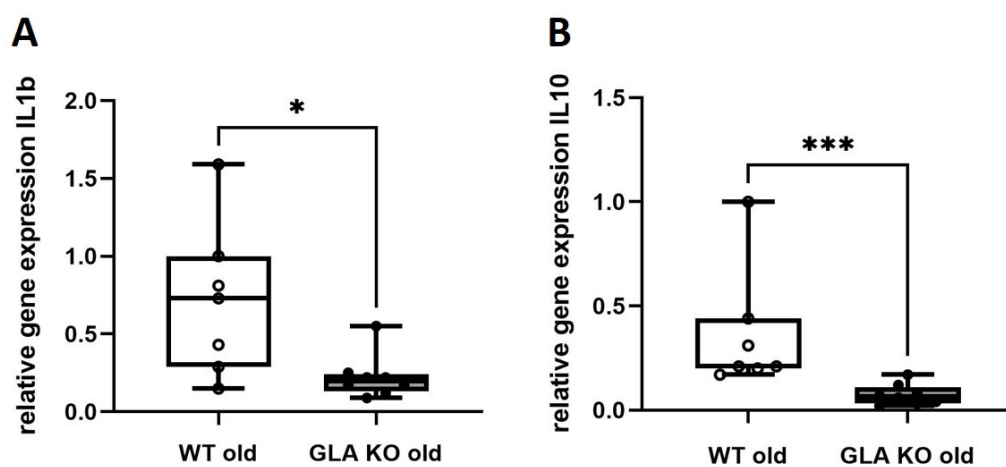 A
relative gene expression IL1b
2.0
1.5
1.0
0.5
0.0
*
WT old
GLA KO old
B
relative gene expression IL10
1.5
1.0
0.5
0.0
***
WT old
GLA KO old